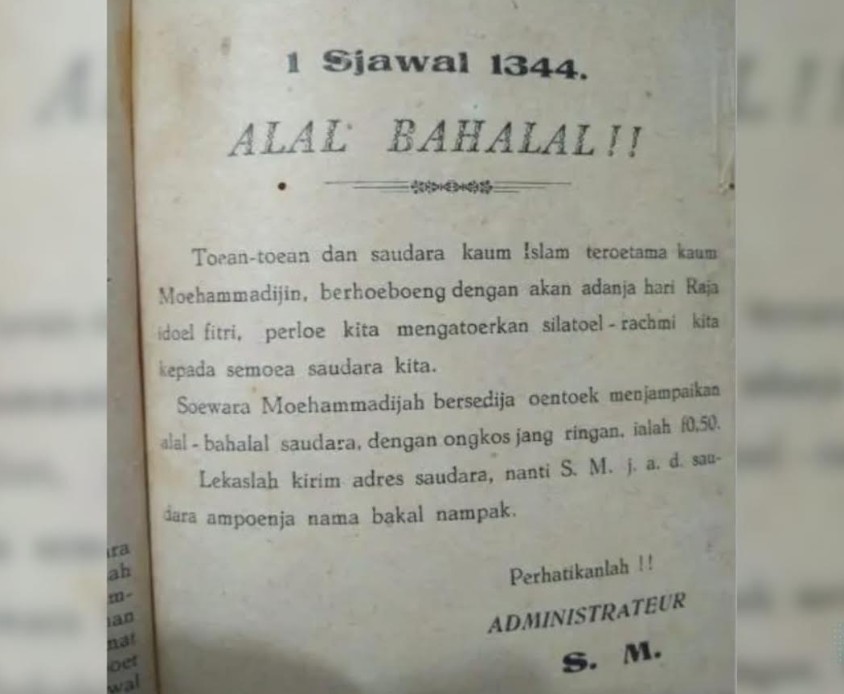 1 Sjawal 1344.
ALAL BAHALAL!!
Toean-toean dan saudara kaum Islam teroetama kaum
Moehammadijin, berhoeboeng dengan akan adanja hari Raja
idoel fitri, perloe kita mengatoerkan silatoel-rachmi kita
kepada semoea saudara kita.
Soewara Moehammadijah bersedija oentoek menjampaikan
alal-bahalal saudara, dengan ongkos jang ringan, ialah f0,50.
Lekaslah kirim adres saudara, nanti S. M. j. a. d. sau-
dara ampoenja nama bakal nampak.
Perhatikanlah !!
ADMINISTRATEUR
S. M.